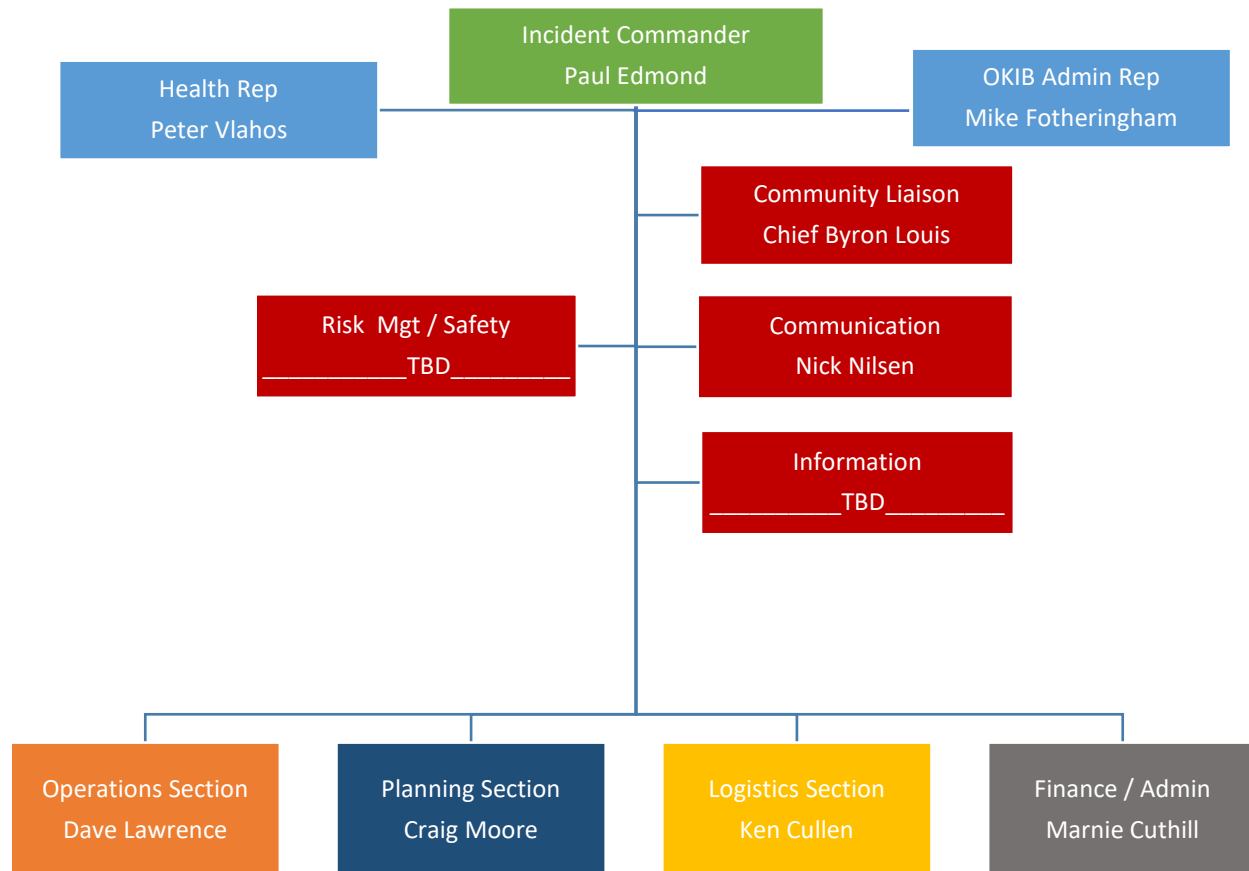 Incident Commander
Paul Edmond
Health Rep
Peter Vlahos
OKIB Admin Rep
Mike Fotheringham
Community Liaison
Chief Byron Louis
Risk  Mgt / Safety
___________TBD_________
Communication
Nick Nilsen
Information
__________TBD_________
Operations Section
Dave Lawrence
Planning Section
Craig Moore
Logistics Section
Ken Cullen
Finance / Admin
Marnie Cuthill